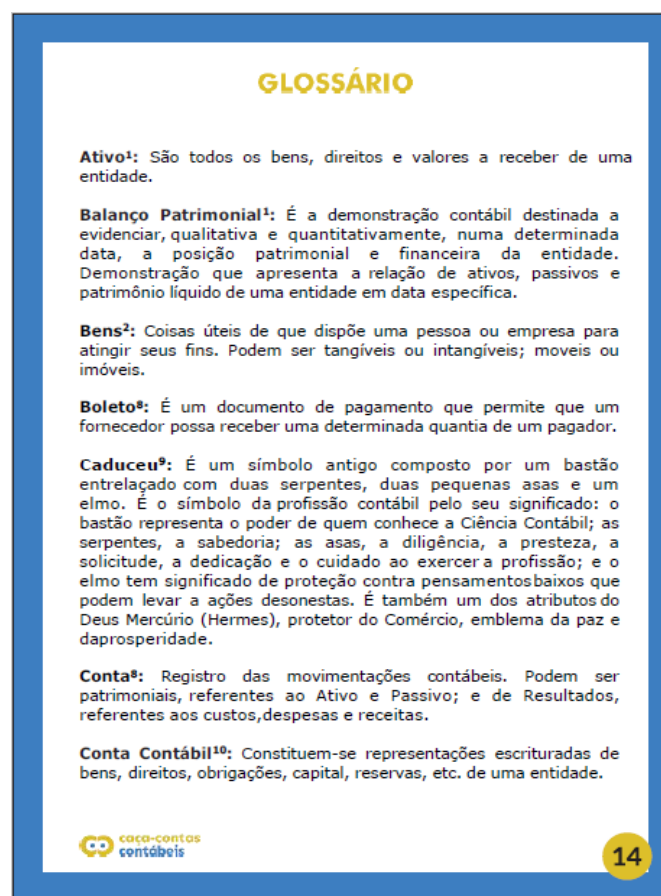 GLOSSÁRIO
Ativo¹: São todos os bens, direitos e valores a receber de uma
entidade.
Balanço Patrimonial¹: É a demonstração contábil destinada a
evidenciar, qualitativa e quantitativamente, numa determinada
data, a posição patrimonial e financeira da entidade.
Demonstração que apresenta a relação de ativos, passivos e
patrimônio líquido de uma entidade em data específica.
Bens²: Coisas úteis de que dispõe uma pessoa ou empresa para
atingir seus fins. Podem ser tangíveis ou intangíveis; moveis ou
imóveis.
Boleto⁸: É um documento de pagamento que permite que um
fornecedor possa receber uma determinada quantia de um pagador.
Caduceu⁹: É um símbolo antigo composto por um bastão
entrelaçado com duas serpentes, duas pequenas asas e um
elmo. É o símbolo da profissão contábil pelo seu significado: o
bastão representa o poder de quem conhece a Ciência Contábil; as
serpentes, a sabedoria; as asas, a diligência, a presteza, a
solicitude, a dedicação e o cuidado ao exercer a profissão; e o
elmo tem significado de proteção contra pensamentos baixos que
podem levar a ações desonestas. É também um dos atributos do
Deus Mercúrio (Hermes), protetor do Comércio, emblema da paz e
daprosperidade.
Conta⁸: Registro das movimentações contábeis. Podem ser
patrimoniais, referentes ao Ativo e Passivo; e de Resultados,
referentes aos custos,despesas e receitas.
Conta Contábil¹⁰: Constituem-se representações escrituradas de
bens, direitos, obrigações, capital, reservas, etc. de uma entidade.
caça-contas
contábeis
14